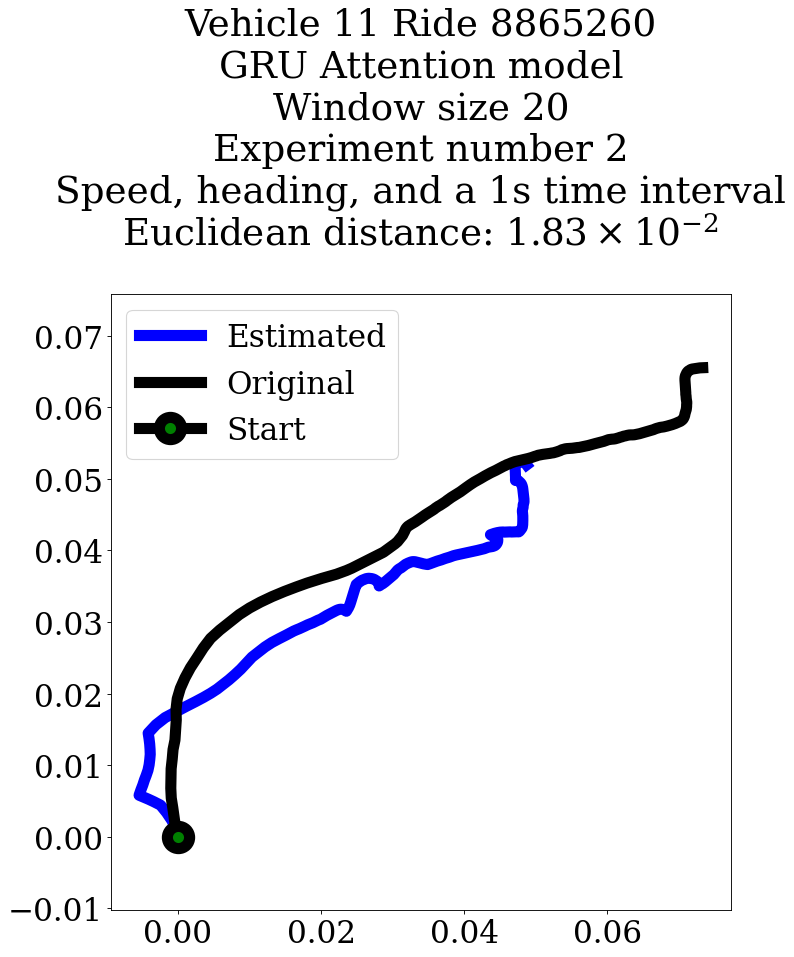 Vehicle 11 Ride 8865260
GRU Attention model
Window size 20
Experiment number 2
Speed, heading, and a 1s time interval
Euclidean distance: 1.83 × 10⁻²
Estimated
Original
Start
0.07
0.06
0.05
0.04
0.03
0.02
0.01
0.00
−0.01
0.00 0.02 0.04 0.06